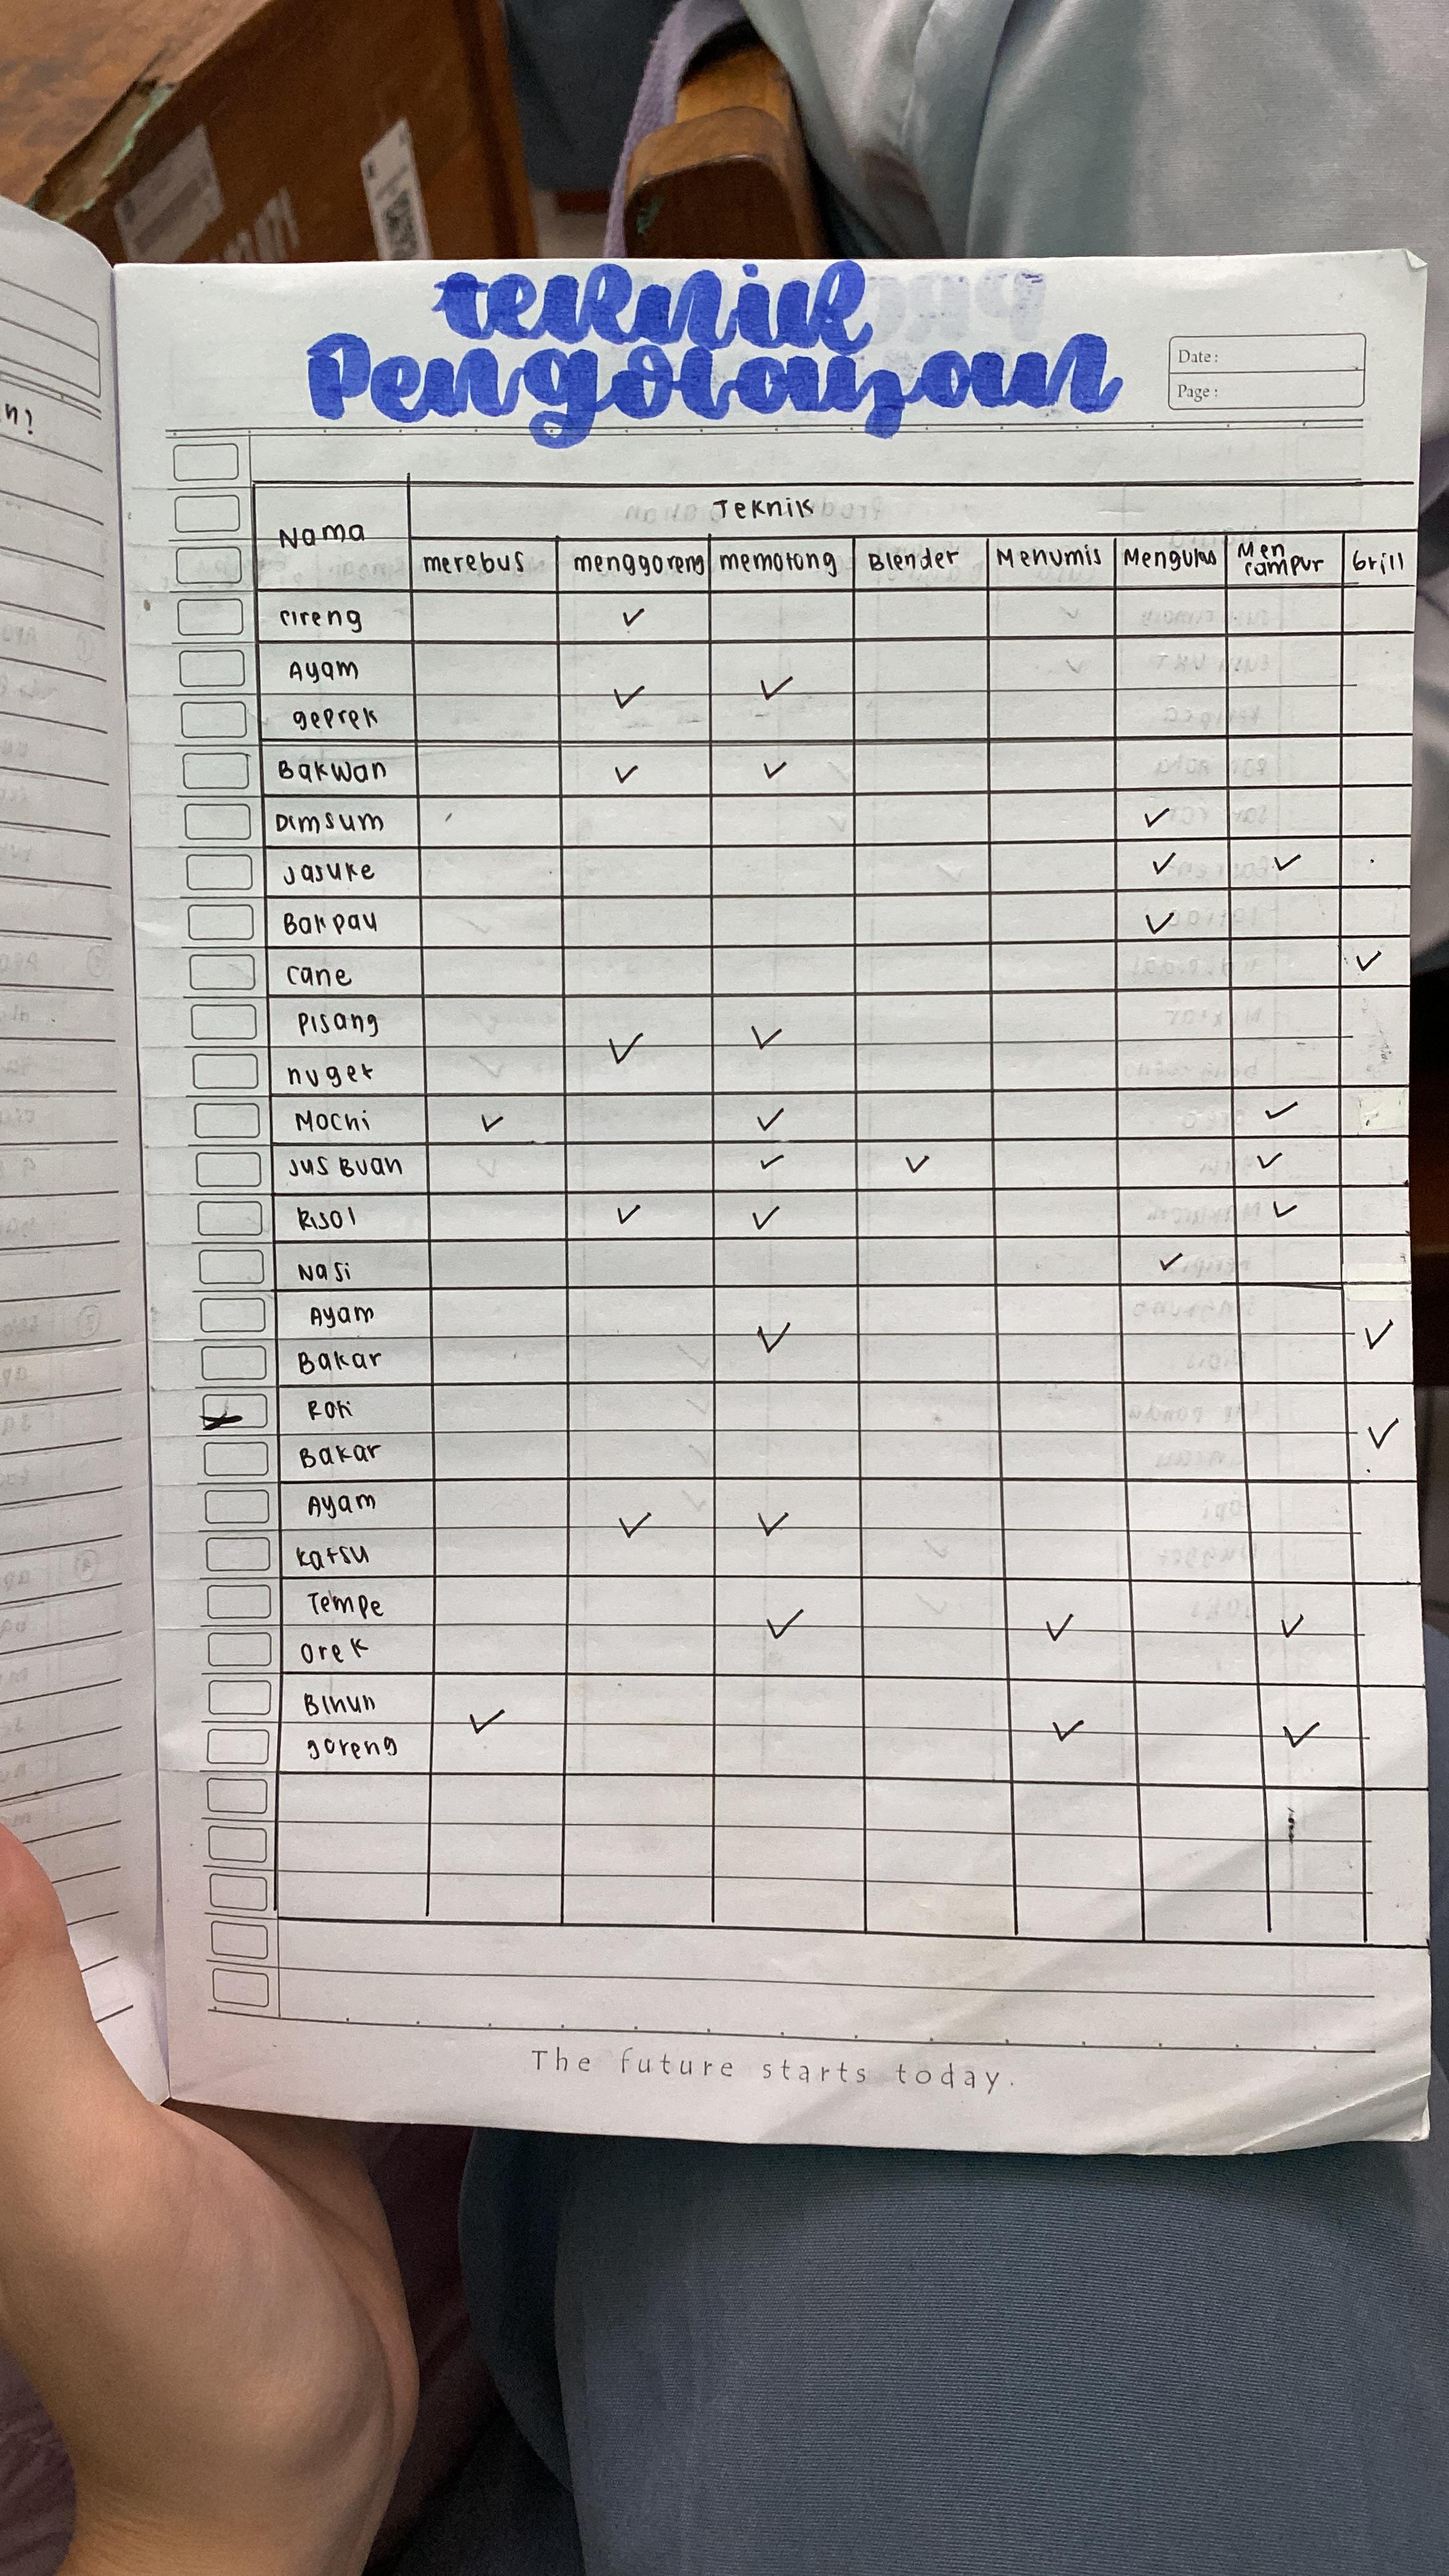 teknik
Pengolayan
Date:
Page:
Nama
Teknik
merebus menggoreng memotong Blender Menumis Mengukus Men campur Grill
cireng ✓
Ayam
geprek ✓ ✓
Bakwan ✓ ✓
Dimsum ✓
Jasuke ✓ ✓
Bakpau ✓
cane ✓
Pisang
nuget ✓ ✓
Mochi ✓ ✓ ✓
Jus Buah ✓ ✓ ✓
Risol ✓ ✓ ✓
Nasi ✓
Ayam
Bakar ✓ ✓
Roti
Bakar ✓
Ayam
Katsu ✓ ✓
Tempe
orek ✓ ✓ ✓
Bihun
goreng ✓ ✓ ✓
The future starts today.